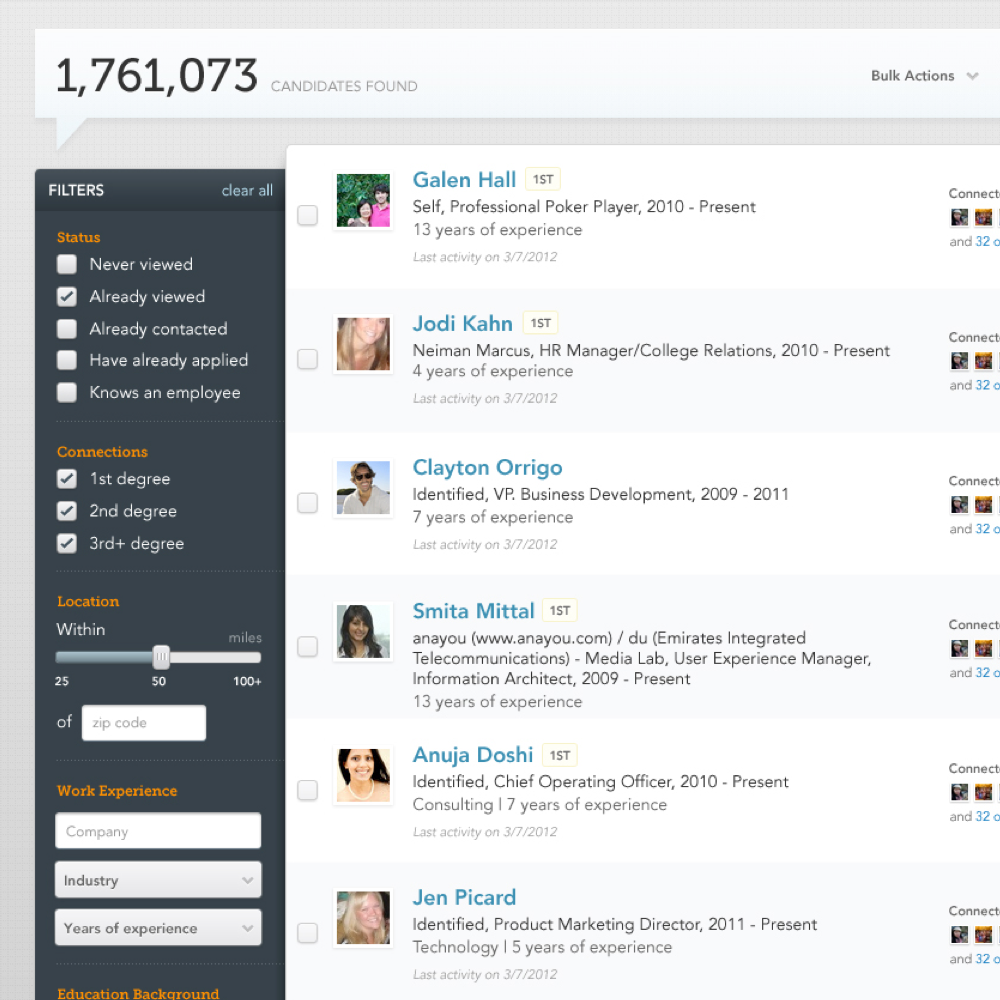 1,761,073 CANDIDATES FOUND
Bulk Actions
FILTERS clear all
Status
Never viewed
Already viewed
Already contacted
Have already applied
Knows an employee
Connections
1st degree
2nd degree
3rd+ degree
Location
Within
miles
25 50 100+
of zip code
Work Experience
Company
Industry
Years of experience
Education Background
Galen Hall 1ST
Self, Professional Poker Player, 2010 - Present
13 years of experience
Last activity on 3/7/2012
Connect
and 32 o
Jodi Kahn 1ST
Neiman Marcus, HR Manager/College Relations, 2010 - Present
4 years of experience
Last activity on 3/7/2012
Connect
and 32 o
Clayton Orrigo
Identified, VP. Business Development, 2009 - 2011
7 years of experience
Last activity on 3/7/2012
Connect
and 32 o
Smita Mittal 1ST
anayou (www.anayou.com) / du (Emirates Integrated
Telecommunications) - Media Lab, User Experience Manager,
Information Architect, 2009 - Present
13 years of experience
Connect
and 32 o
Anuja Doshi 1ST
Identified, Chief Operating Officer, 2010 - Present
Consulting | 7 years of experience
Last activity on 3/7/2012
Connect
and 32 o
Jen Picard
Identified, Product Marketing Director, 2011 - Present
Technology | 5 years of experience
Last activity on 3/7/2012
Connect
and 32 o